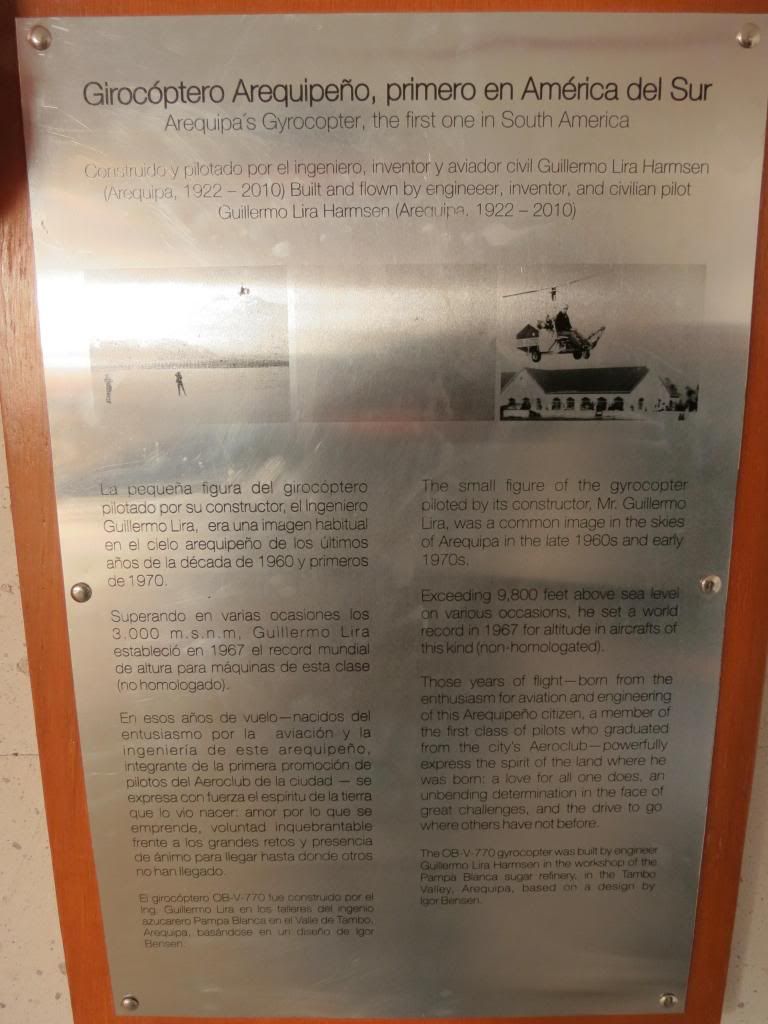 Girocóptero Arequipeño, primero en América del Sur
Arequipa´s Gyrocopter, the first one in South America
Construido y pilotado por el ingeniero, inventor y aviador civil Guillermo Lira Harmsen
(Arequipa, 1922 – 2010) Built and flown by engineeer, inventor, and civilian pilot
Guillermo Lira Harmsen (Arequipa, 1922 – 2010)
La pequeña figura del girocóptero
pilotado por su constructor, el Ingeniero
Guillermo Lira, era una imagen habitual
en el cielo arequipeño de los últimos
años de la década de 1960 y primeros
de 1970.
Superando en varias ocasiones los
3.000 m.s.n.m, Guillermo Lira
estableció en 1967 el record mundial
de altura para máquinas de esta clase
(no homologado).
En esos años de vuelo—nacidos del
entusiasmo por la aviación y la
ingeniería de este arequipeño,
integrante de la primera promoción de
pilotos del Aeroclub de la ciudad — se
expresa con fuerza el espiritu de la tierra
que lo vio nacer: amor por lo que se
emprende, voluntad inquebrantable
frente a los grandes retos y presencia
de ánimo para llegar hasta donde otros
no han llegado.
El girocóptero OB-V-770 fue construido por el
Ing. Guillermo Lira en los talleres del ingenio
azucarero Pampa Blanca en el Valle de Tambo,
Arequipa, basándose en un diseño de Igor
Bensen.
The small figure of the gyrocopter
piloted by its constructor, Mr. Guillermo
Lira, was a common image in the skies
of Arequipa in the late 1960s and early
1970s.
Exceeding 9,800 feet above sea level
on various occasions, he set a world
record in 1967 for altitude in aircrafts of
this kind (non-homologated).
Those years of flight—born from the
enthusiasm for aviation and engineering
of this Arequipeño citizen, a member of
the first class of pilots who graduated
from the city's Aeroclub—powerfully
express the spirit of the land where he
was born: a love for all one does, an
unbending determination in the face of
great challenges, and the drive to go
where others have not before.
The OB-V-770 gyrocopter was built by engineer
Guillermo Lira Harmsen in the workshop of the
Pampa Blanca sugar refinery, in the Tambo
Valley, Arequipa, based on a design by
Igor Bensen.